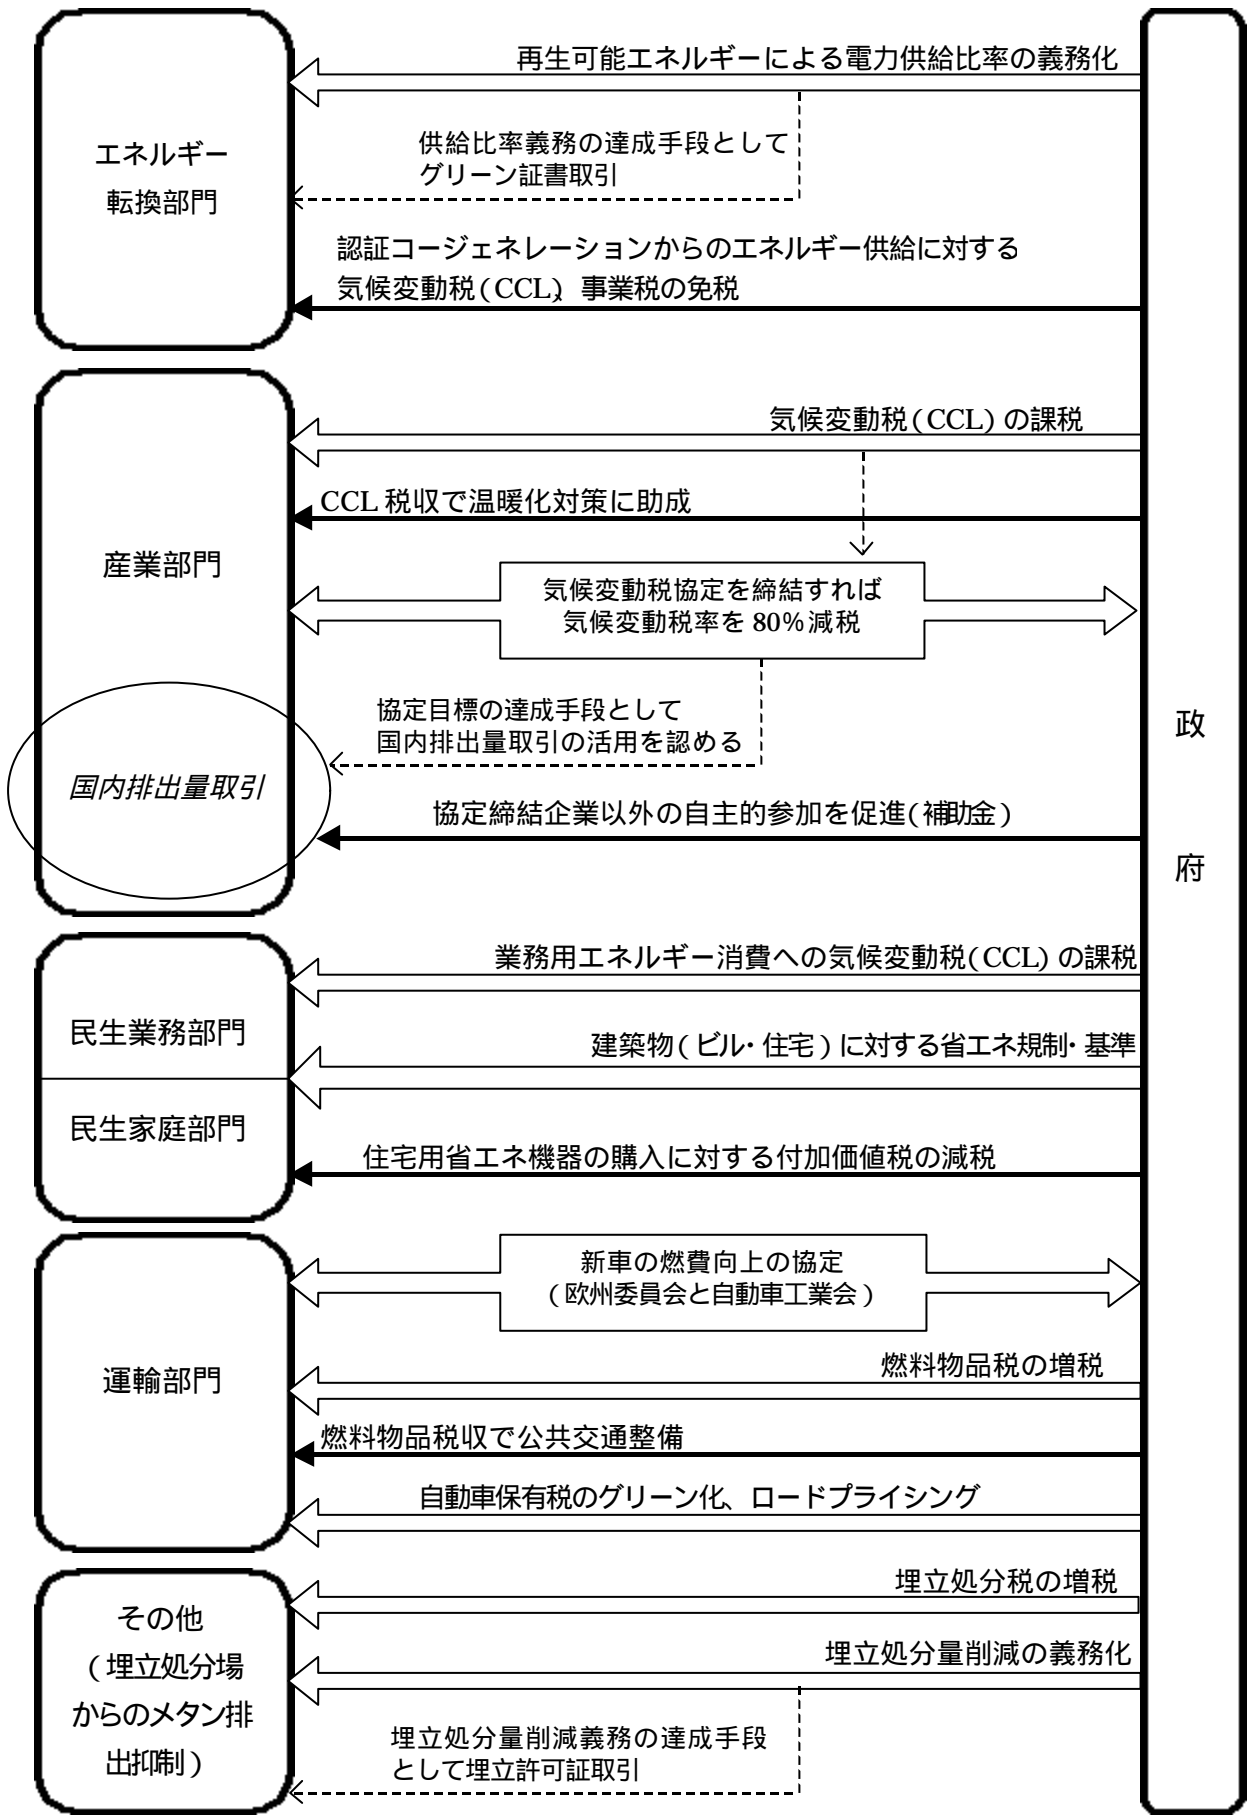 再生可能エネルギーによる電力供給比率の義務化
エネルギー
転換部門
供給比率義務の達成手段として
グリーン証書取引
認証コージェネレーションからのエネルギー供給に対する
気候変動税(CCL)、事業税の免税
気候変動税(CCL)の課税
CCL 税収で温暖化対策に助成
産業部門
気候変動税協定を締結すれば
気候変動税率を 80%減税
協定目標の達成手段として
国内排出量取引の活用を認める
国内排出量取引
協定締結企業以外の自主的参加を促進(補助金)
政
府
業務用エネルギー消費への気候変動税(CCL)の課税
民生業務部門
建築物(ビル・住宅)に対する省エネ規制・基準
民生家庭部門
住宅用省エネ機器の購入に対する付加価値税の減税
新車の燃費向上の協定
(欧州委員会と自動車工業会)
運輸部門
燃料物品税の増税
燃料物品税収で公共交通整備
自動車保有税のグリーン化、ロードプライシング
埋立処分税の増税
その他
(埋立処分場
からのメタン排
出抑制)
埋立処分量削減の義務化
埋立処分量削減義務の達成手段
として埋立許可証取引